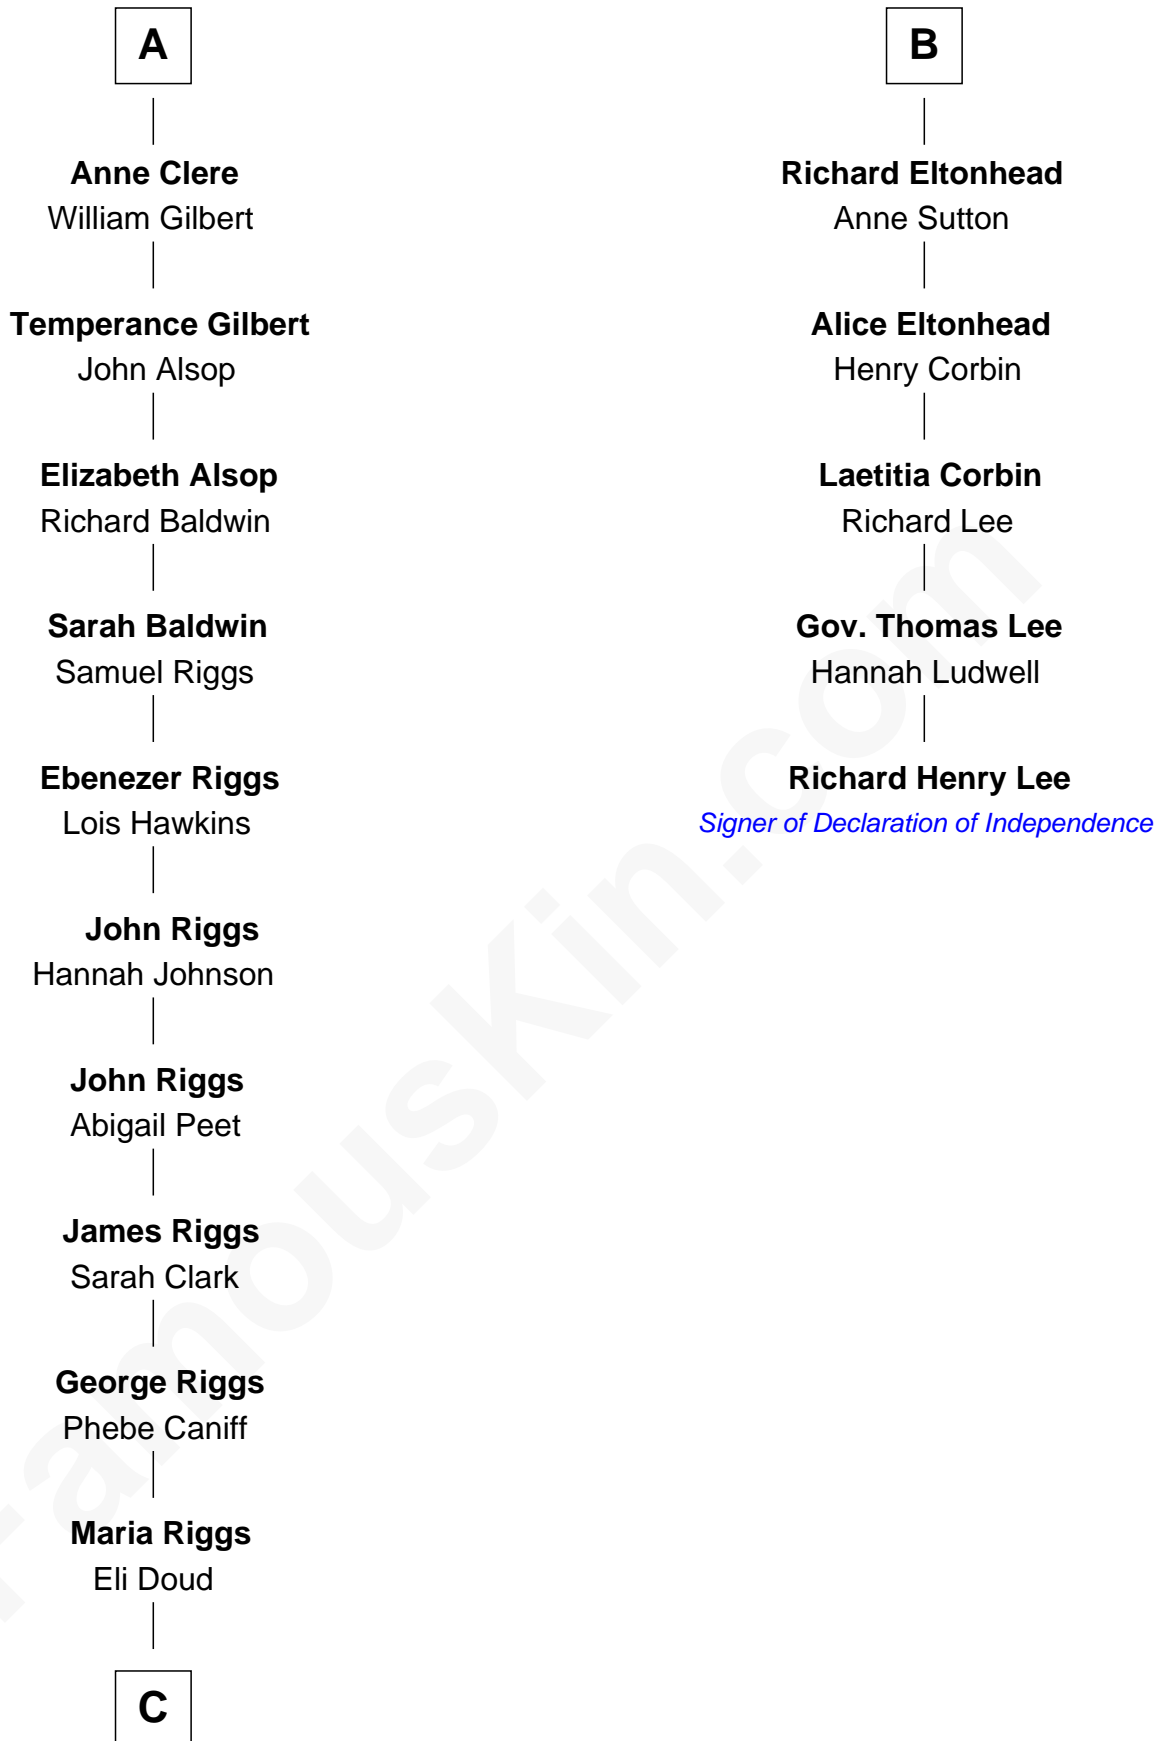 A
Anne Clere
William Gilbert
Temperance Gilbert
John Alsop
Elizabeth Alsop
Richard Baldwin
Sarah Baldwin
Samuel Riggs
Ebenezer Riggs
Lois Hawkins
John Riggs
Hannah Johnson
John Riggs
Abigail Peet
James Riggs
Sarah Clark
George Riggs
Phebe Caniff
Maria Riggs
Eli Doud
C
B
Richard Eltonhead
Anne Sutton
Alice Eltonhead
Henry Corbin
Laetitia Corbin
Richard Lee
Gov. Thomas Lee
Hannah Ludwell
Richard Henry Lee
Signer of Declaration of Independence
FamousKin.com